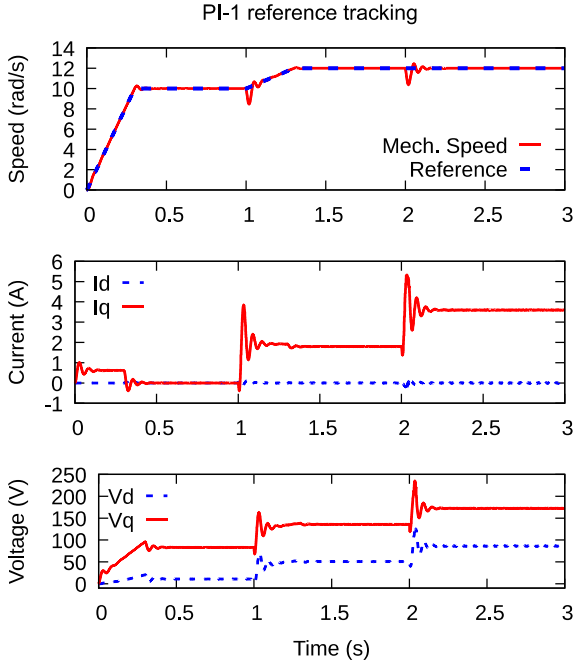 PI-1 reference tracking
Speed (rad/s)
14
12
10
8
6
4
2
0
Mech. Speed
Reference
0 0.5 1 1.5 2 2.5 3
Current (A)
6
5
4
3
2
1
0
-1
Id
Iq
0 0.5 1 1.5 2 2.5 3
Voltage (V)
250
200
150
100
50
0
Vd
Vq
0 0.5 1 1.5 2 2.5 3
Time (s)